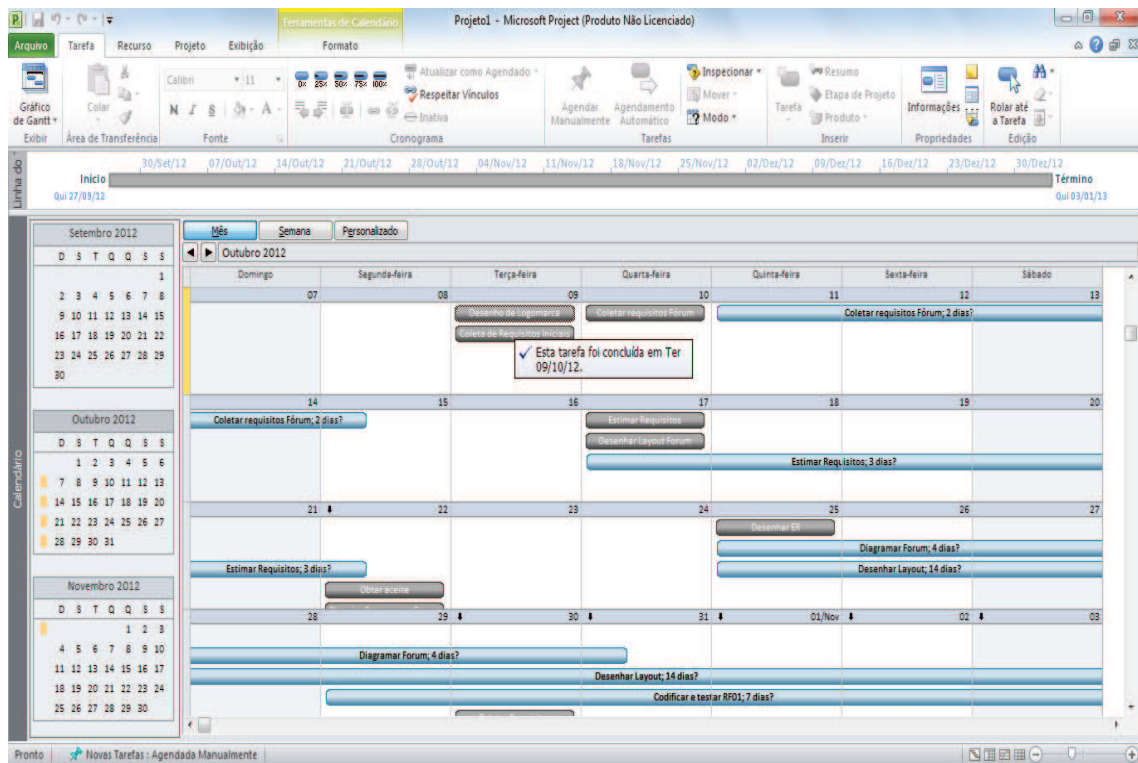 Ferramentas de Calendário
Projeto1 - Microsoft Project (Produto Não Licenciado)
Arquivo Tarefa Recurso Projeto Exibição Formato
Gráfico de Gantt
Exibir
Colar
Área de Transferência
Calibri 11
N I S A
Fonte
0% 25% 50% 75% 100%
Atualizar como Agendado
Respeitar Vínculos
Inativa
Cronograma
Agendar Manualmente
Agendamento Automático
Inspecionar
Mover
Modo
Tarefas
Tarefa
Resumo
Etapa de Projeto
Produto
Inserir
Informações
Propriedades
Rolar até a Tarefa
Edição
Linha do
30/Set/12 07/Out/12 14/Out/12 21/Out/12 28/Out/12 04/Nov/12 11/Nov/12 18/Nov/12 25/Nov/12 02/Dez/12 09/Dez/12 16/Dez/12 23/Dez/12 30/Dez/12
Início
Qui 27/09/12
Término
Qui 03/01/13
Calendário
Setembro 2012
D S T Q Q S S
1
2 3 4 5 6 7 8
9 10 11 12 13 14 15
16 17 18 19 20 21 22
23 24 25 26 27 28 29
30
Outubro 2012
D S T Q Q S S
1 2 3 4 5 6
7 8 9 10 11 12 13
14 15 16 17 18 19 20
21 22 23 24 25 26 27
28 29 30 31
Novembro 2012
D S T Q Q S S
1 2 3
4 5 6 7 8 9 10
11 12 13 14 15 16 17
18 19 20 21 22 23 24
25 26 27 28 29 30
Mês Semana Personalizado
Outubro 2012
Domingo Segunda-feira Terça-feira Quarta-feira Quinta-feira Sexta-feira Sábado
07 08 09 10 11 12 13
Desenho de Logomarca Coletar requisitos Fórum Coletar requisitos Fórum; 2 dias?
Coleta de Requisitos Iniciais
Esta tarefa foi concluída em Ter
09/10/12.
14 15 16 17 18 19 20
Coletar requisitos Fórum; 2 dias? Estimar Requisitos
Desenhar Layout Forum
Estimar Requisitos; 3 dias?
21 22 23 24 25 26 27
Desenhar ER
Diagramar Forum; 4 dias?
Estimar Requisitos; 3 dias? Desenhar Layout; 14 dias?
Obter aceite
28 29 30 31 01/Nov 02 03
Diagramar Forum; 4 dias?
Desenhar Layout; 14 dias?
Codificar e testar RF01; 7 dias?
Pronto Novas Tarefas : Agendada Manualmente